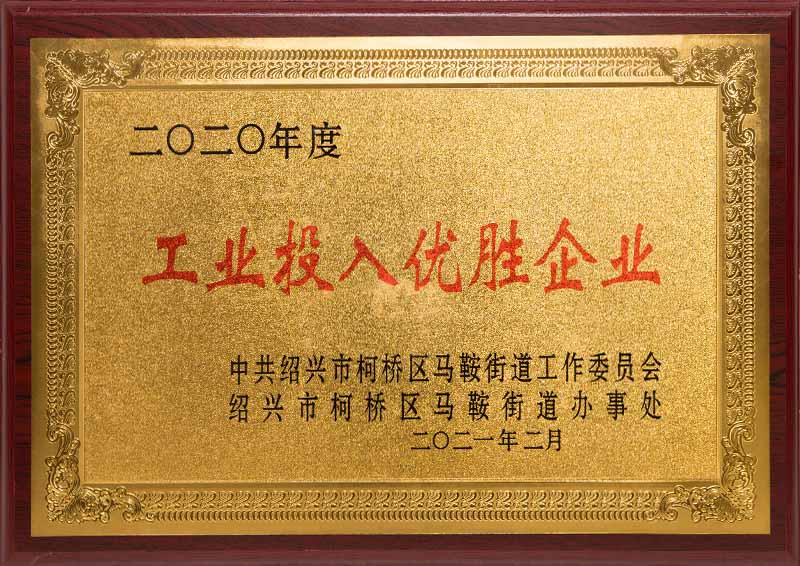 二〇二〇年度
工业投入优胜企业
中共绍兴市柯桥区马鞍街道工作委员会
绍兴市柯桥区马鞍街道办事处
二〇二一年二月